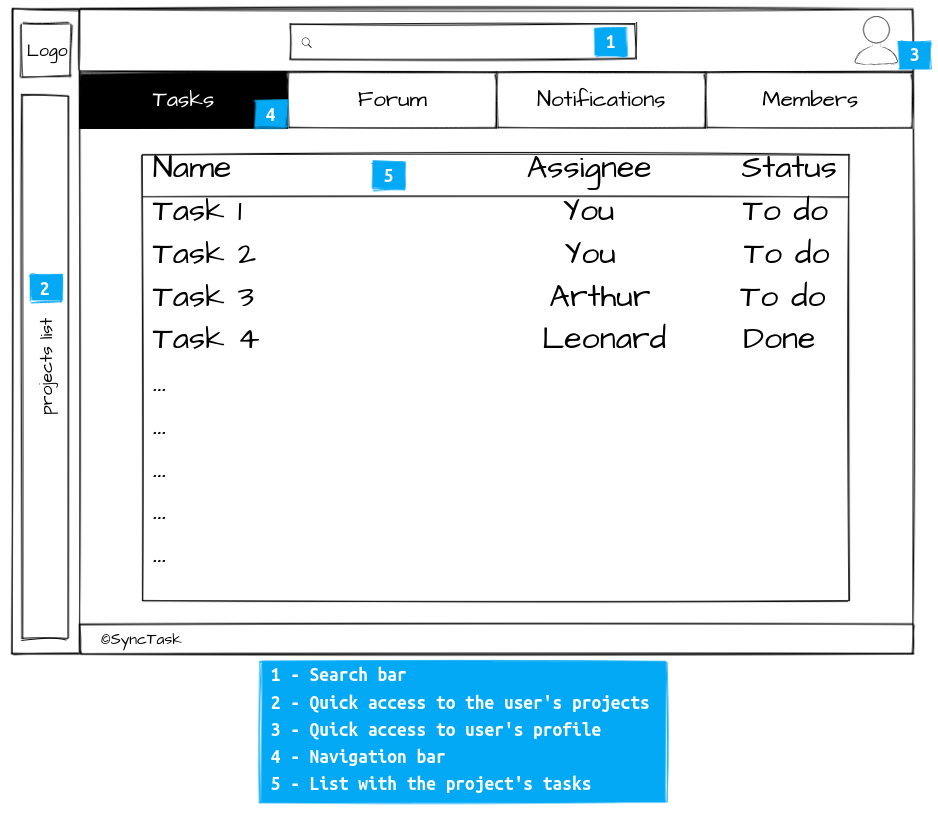 Logo
1
3
Tasks Forum Notifications Members
4
Name Assignee Status
5
Task 1 You To do
Task 2 You To do
2
Task 3 Arthur To do
Task 4 Leonard Done
projects list
...
...
...
...
...
©SyncTask
1 - Search bar
2 - Quick access to the user's projects
3 - Quick access to user's profile
4 - Navigation bar
5 - List with the project's tasks